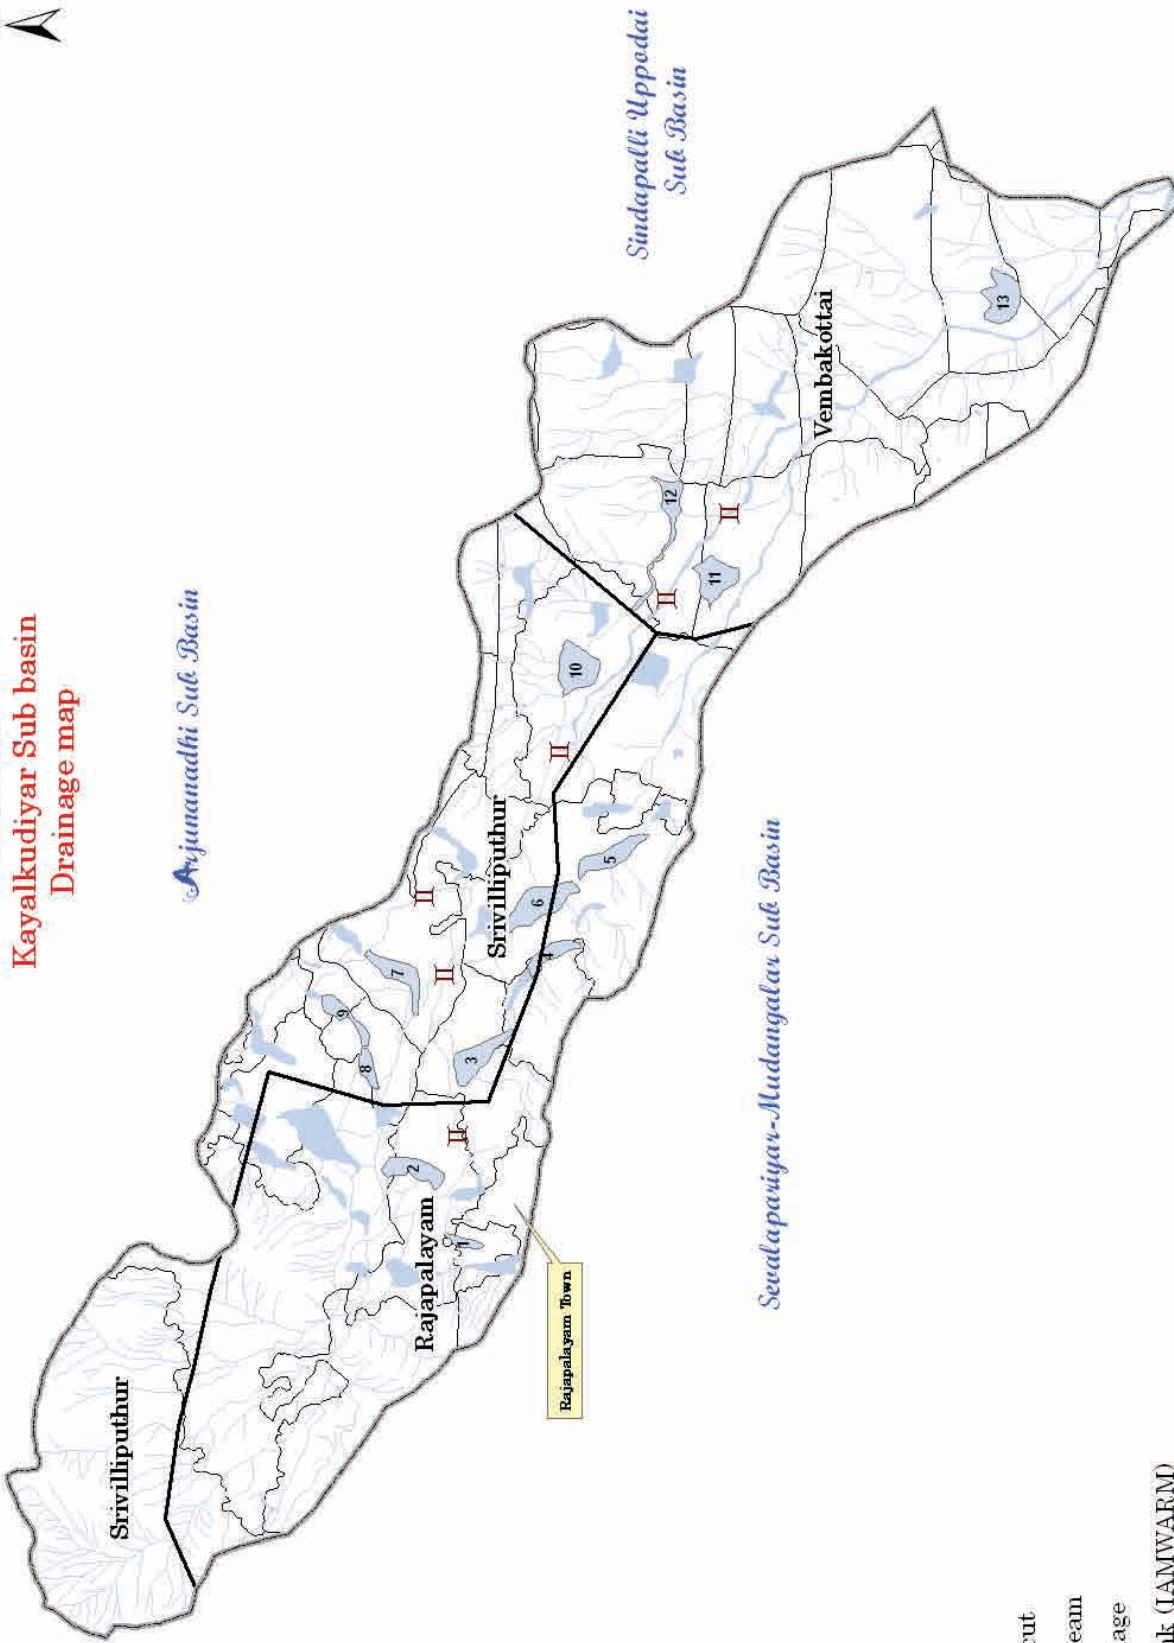 Kayalkudiyar Sub basin
Drainage map
Arjunanadhi Sub Basin
Sindapalli Uppodai
Sub Basin
Srivilliputhur
Rajapalayam
Srivilliputhur
Vembakottai
Rajapalayam Town
Sevalapariyar-Mudangalar Sub Basin
1
2
3
4
5
6
7
8
9
10
11
12
13
cut
eam
age
nk (IAMWARM)